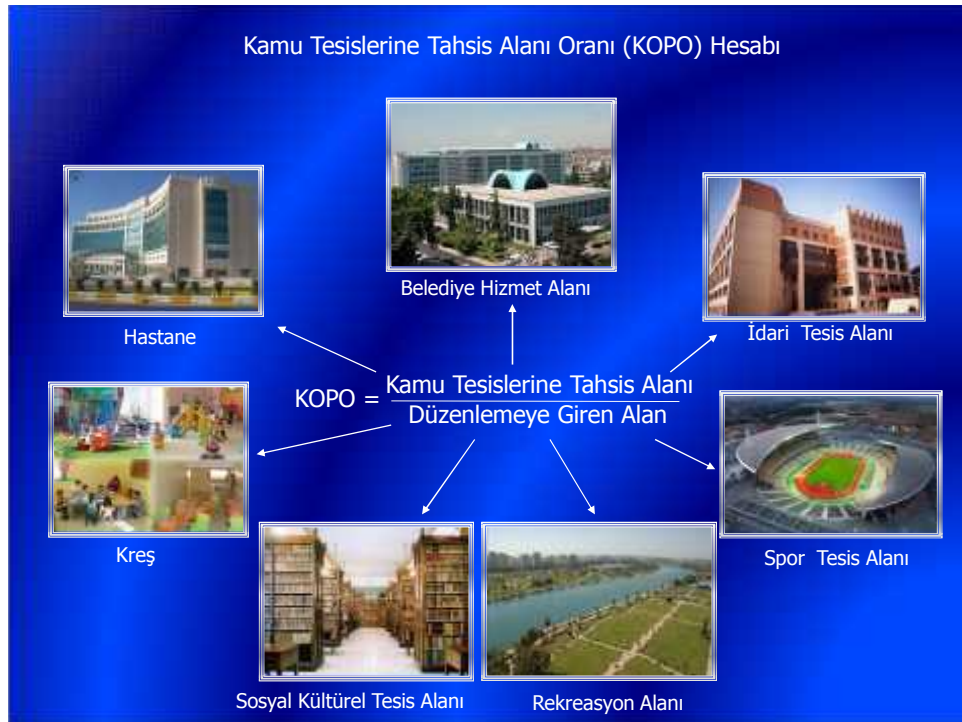 Kamu Tesislerine Tahsis Alanı Oranı (KOPO) Hesabı
Belediye Hizmet Alanı
Hastane
İdari Tesis Alanı
KOPO = Kamu Tesislerine Tahsis Alanı
Düzenlemeye Giren Alan
Kreş
Spor Tesis Alanı
Sosyal Kültürel Tesis Alanı
Rekreasyon Alanı